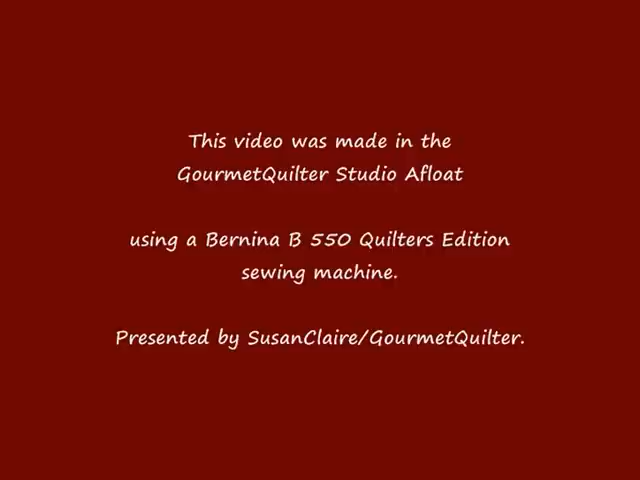 This video was made in the
GourmetQuilter Studio Afloat
using a Bernina B 550 Quilters Edition
sewing machine.
Presented by SusanClaire/GourmetQuilter.